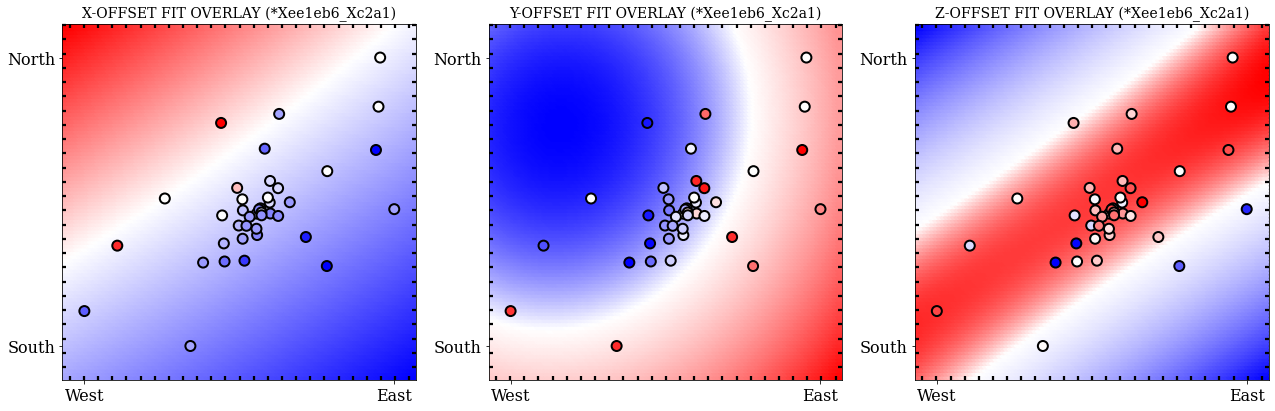 X-OFFSET FIT OVERLAY (*Xee1eb6_Xc2a1)
Y-OFFSET FIT OVERLAY (*Xee1eb6_Xc2a1)
Z-OFFSET FIT OVERLAY (*Xee1eb6_Xc2a1)
North
North
North
South
South
South
West
East
West
East
West
East